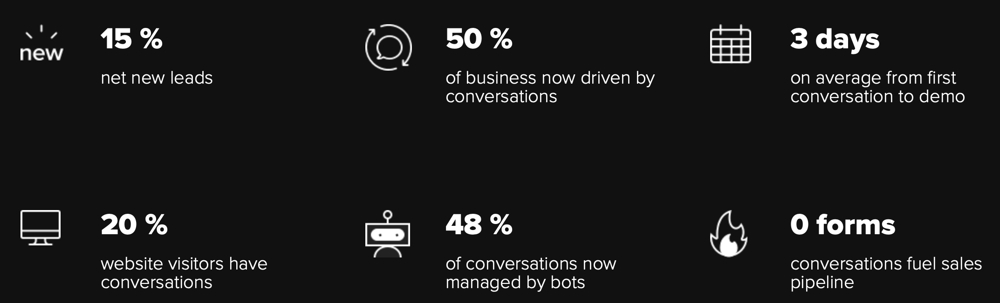 new
15 %
net new leads
50 %
of business now driven by
conversations
3 days
on average from first
conversation to demo
20 %
website visitors have
conversations
48 %
of conversations now
managed by bots
0 forms
conversations fuel sales
pipeline